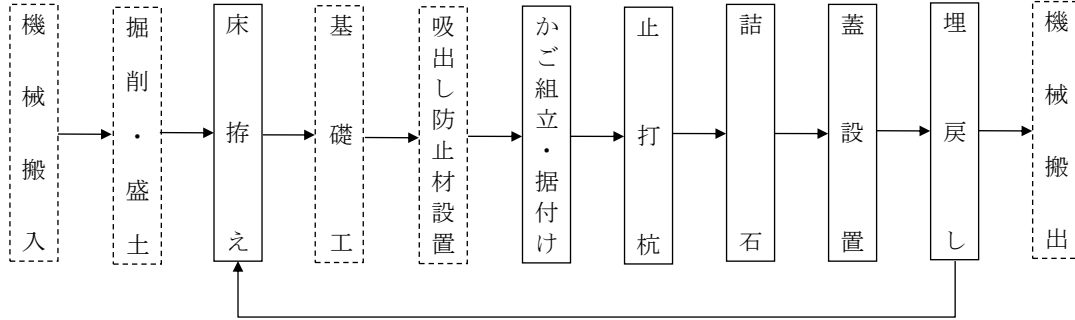 機械搬入
掘削・盛土
床拵え
基礎工
吸出し防止材設置
かご組立・据付け
止打杭
詰石
蓋設置
埋戻し
機械搬出